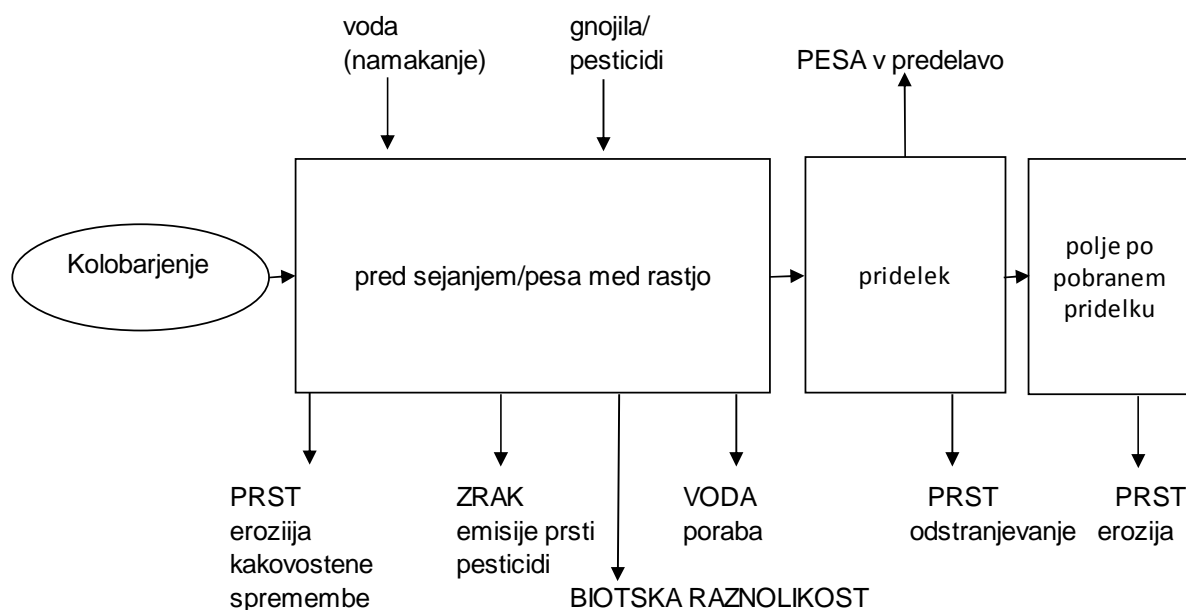 voda
(namakanje)
gnojila/
pesticidi
PESA v predelavo
Kolobarjenje
pred sejanjem/pesa med rastjo
pridelek
polje po
pobranem
pridelku
PRST
eroziija
kakovostene
spremembe
ZRAK
emisije prsti
pesticidi
BIOTSKA RAZNOLIKOST
VODA
poraba
PRST
odstranjevanje
PRST
erozija